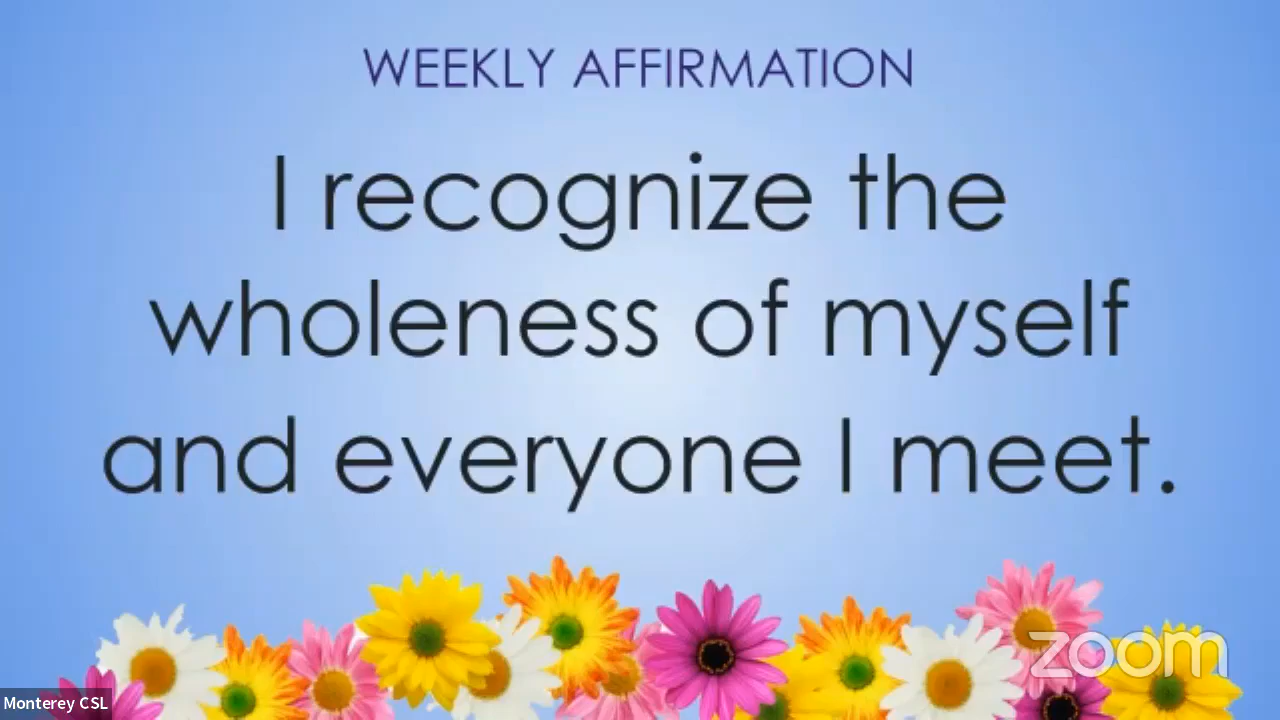 WEEKLY AFFIRMATION
I recognize the
wholeness of myself
and everyone I meet.
zoom
Monterey CSL